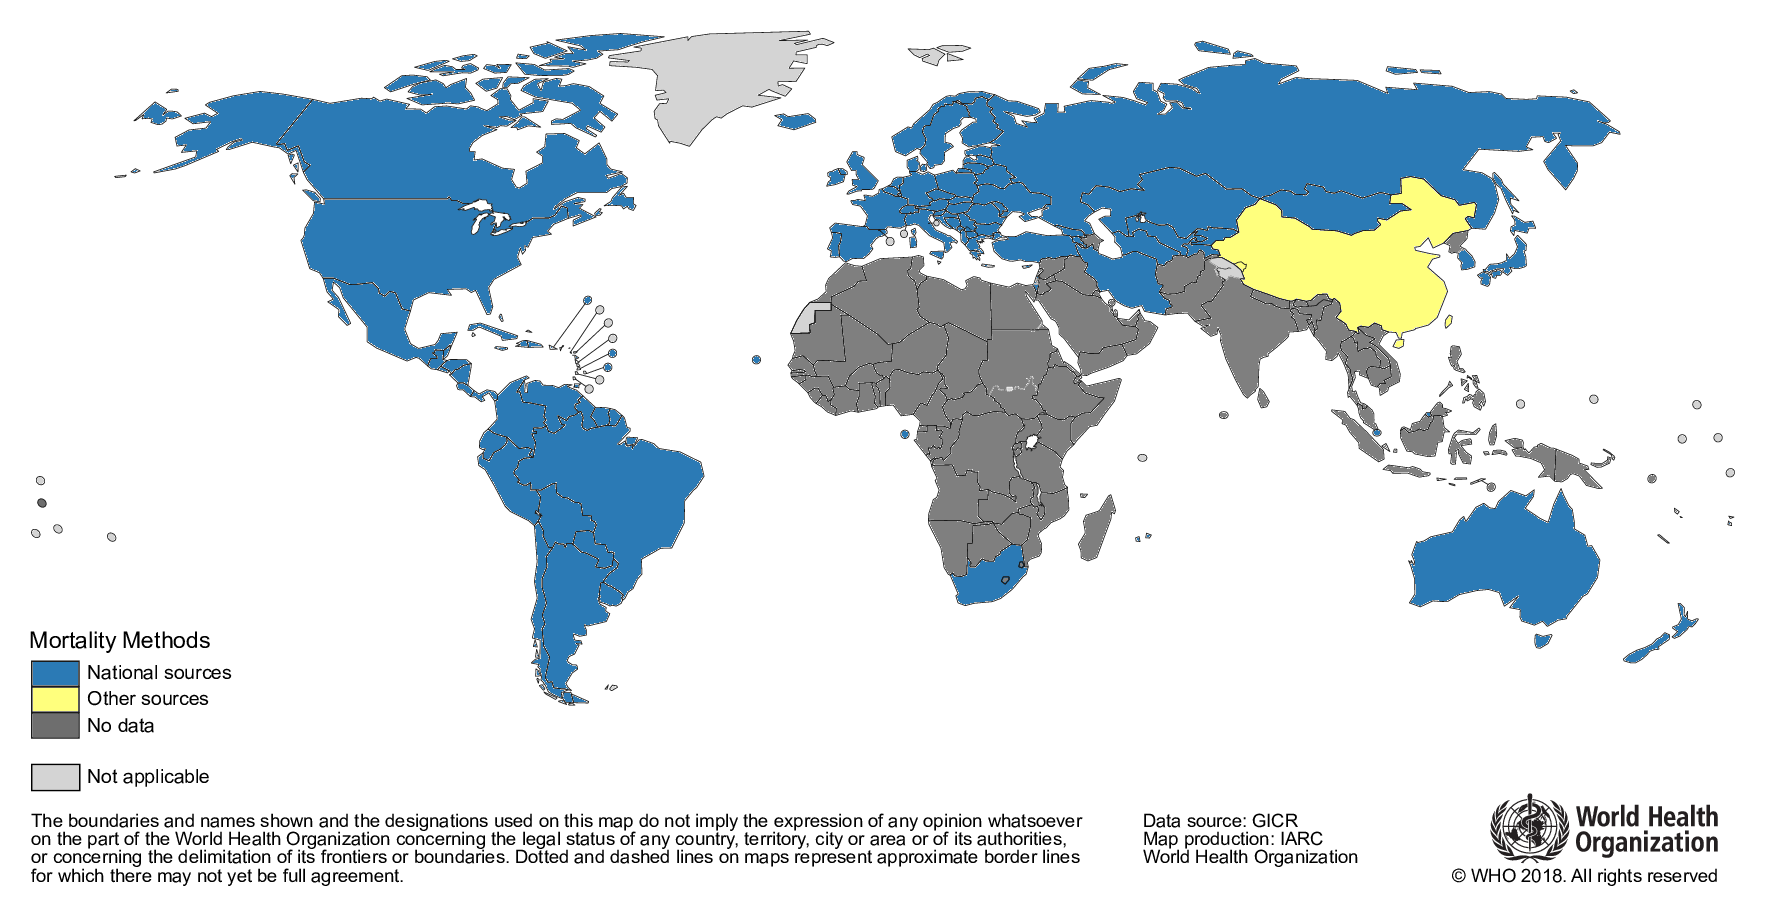 Mortality Methods
National sources
Other sources
No data
Not applicable
The boundaries and names shown and the designations used on this map do not imply the expression of any opinion whatsoever
on the part of the World Health Organization concerning the legal status of any country, territory, city or area or of its authorities,
or concerning the delimitation of its frontiers or boundaries. Dotted and dashed lines on maps represent approximate border lines
for which there may not yet be full agreement.
Data source: GICR
Map production: IARC
World Health Organization
World Health
Organization
© WHO 2018. All rights reserved